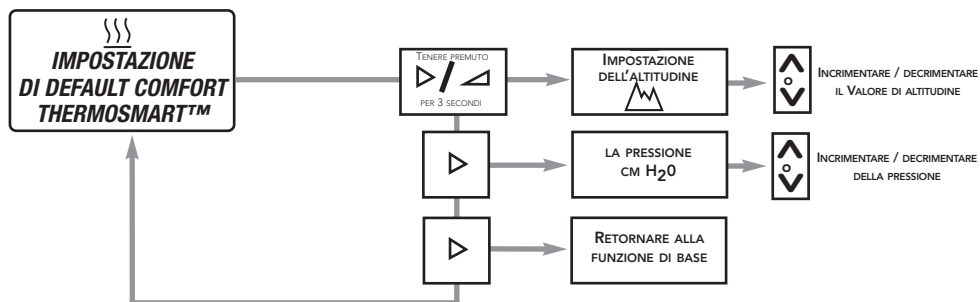 IMPOSTAZIONE
DI DEFAULT COMFORT
THERMOSMART™
TENERE PREMUTO
PER 3 SECONDI
IMPOSTAZIONE
DELL'ALTITUDINE
INCRIMENTARE / DECRIMENTARE
IL VALORE DI ALTITUDINE
LA PRESSIONE
CM H20
INCRIMENTARE / DECRIMENTARE
DELLA PRESSIONE
RETORNARE ALLA
FUNZIONE DI BASE